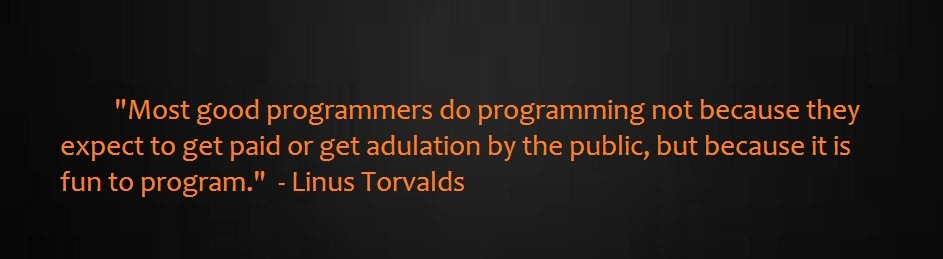 "Most good programmers do programming not because they
expect to get paid or get adulation by the public, but because it is
fun to program."  - Linus Torvalds